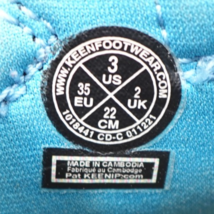 WWW.KEENFOOTWEAR.COM
3
US
35
EU
2
UK
22
CM
1018441 CD-C 011221
MADE IN CAMBODIA
Fabriqué au Cambodge
Pat KEENIP.com